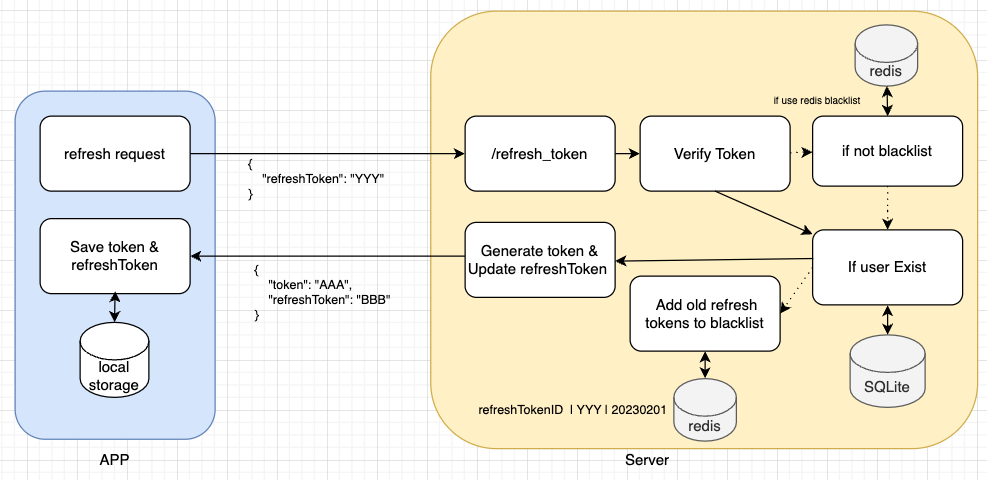 redis
if use redis blacklist
refresh request
/refresh_token
Verify Token
if not blacklist
{
"refreshToken": "YYY"
}
Save token &
refreshToken
Generate token &
Update refreshToken
If user Exist
{
"token": "AAA",
"refreshToken": "BBB"
}
Add old refresh
tokens to blacklist
local
storage
SQLite
refreshTokenID | YYY | 20230201
redis
APP
Server